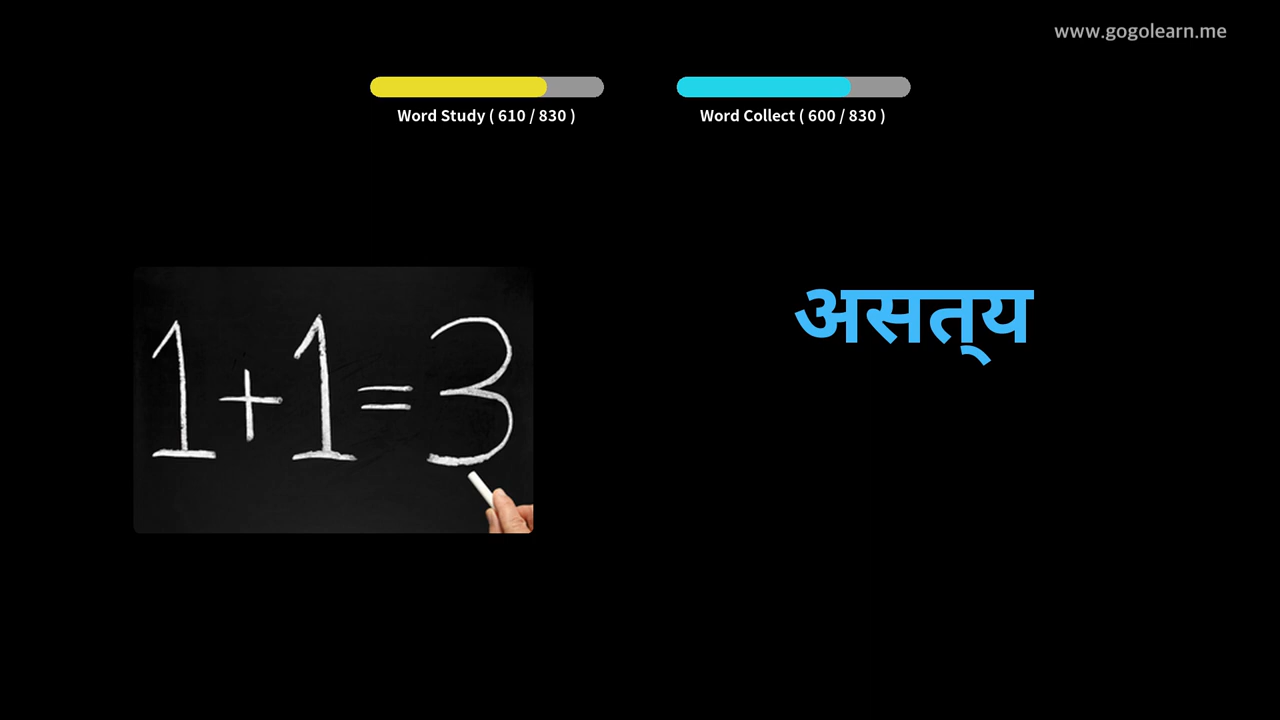 www.gogolearn.me
Word Study ( 610 / 830 )
Word Collect ( 600 / 830 )
1+1=3
असत्‌य